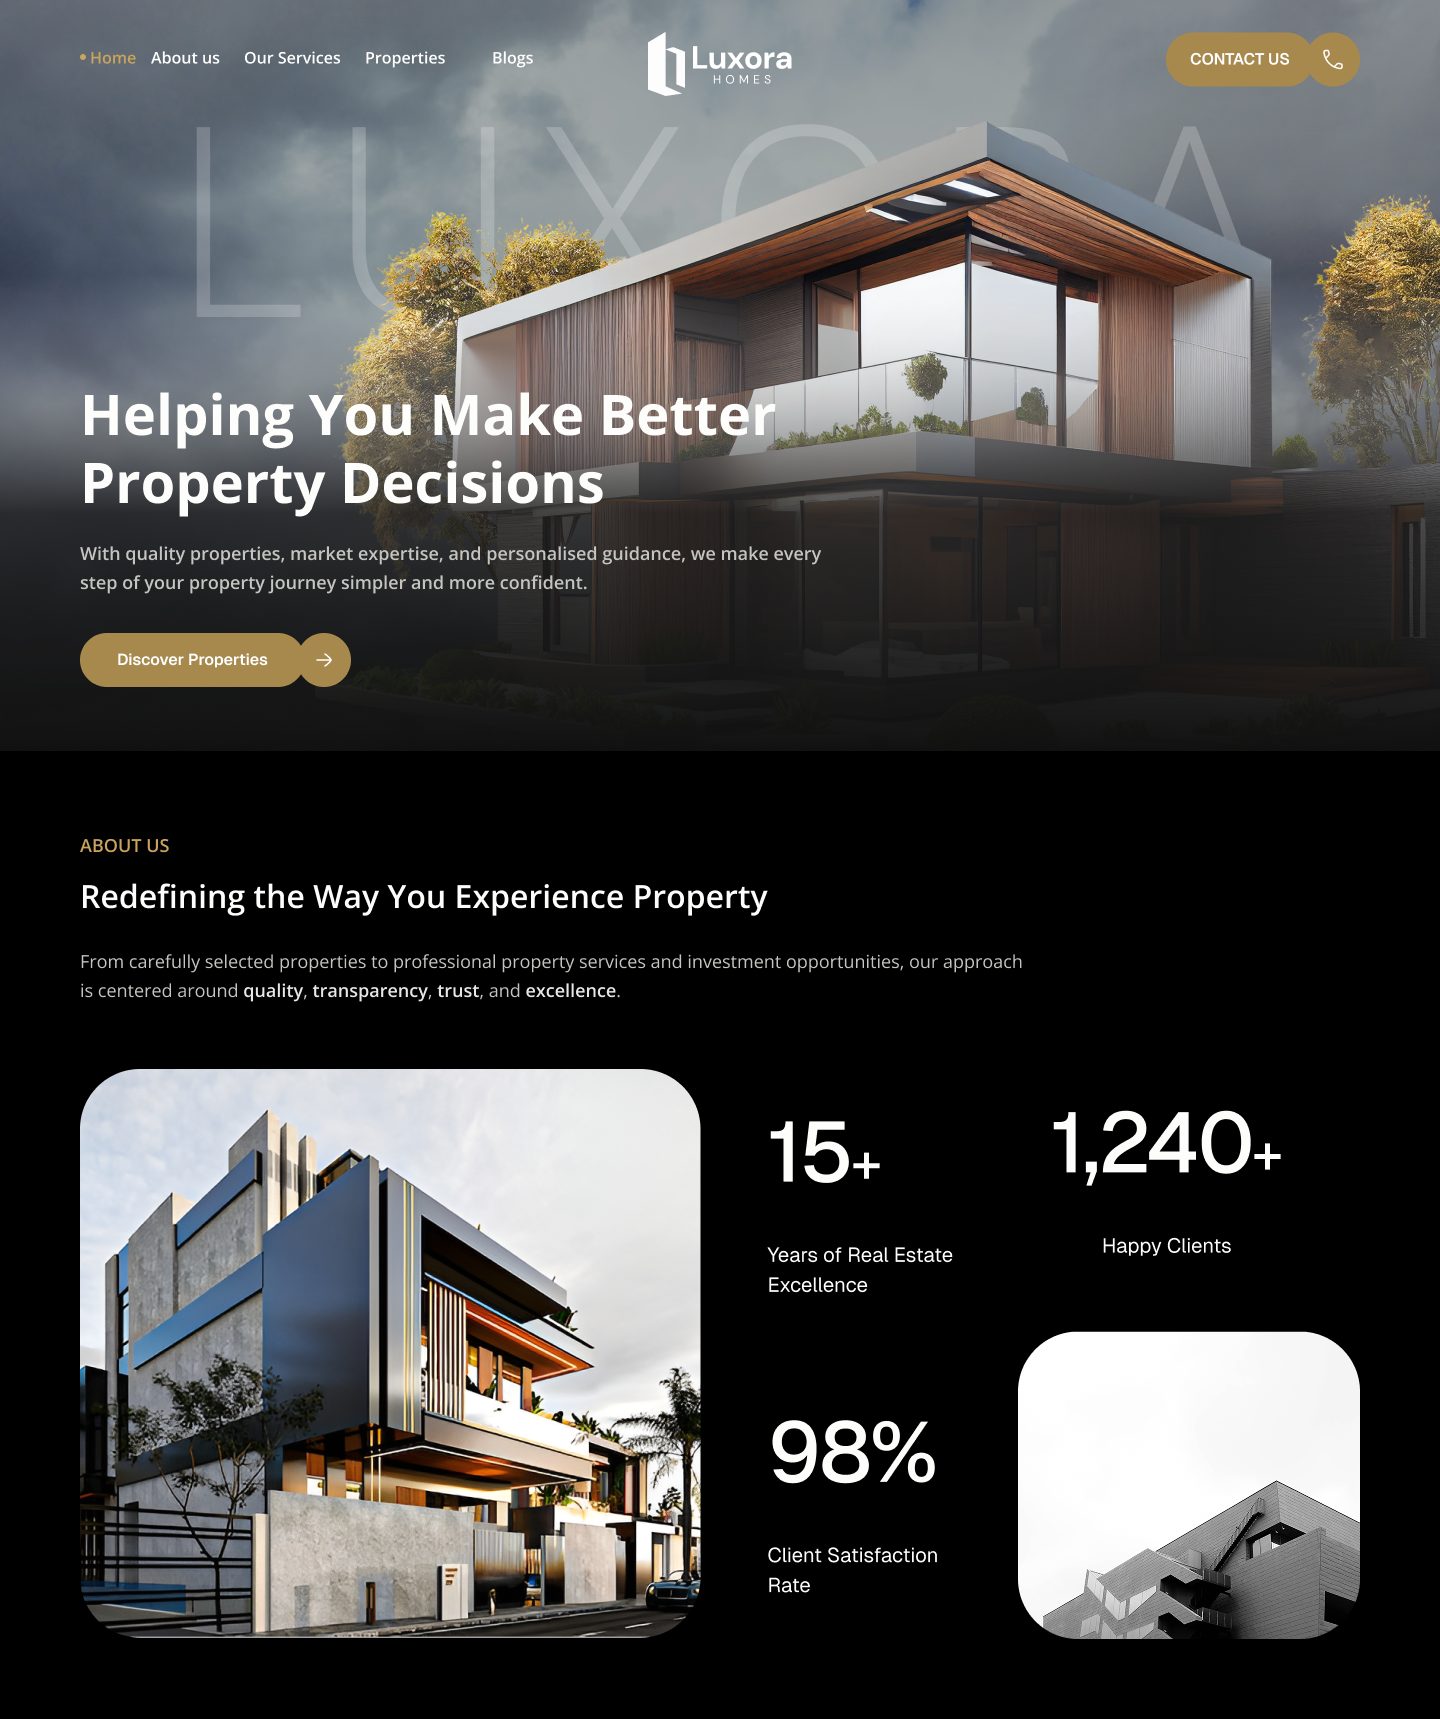 Home About us Our Services Properties Blogs
Luxora
HOMES
CONTACT US
LUXORA
Helping You Make Better
Property Decisions
With quality properties, market expertise, and personalised guidance, we make every
step of your property journey simpler and more confident.
Discover Properties
ABOUT US
Redefining the Way You Experience Property
From carefully selected properties to professional property services and investment opportunities, our approach
is centered around quality, transparency, trust, and excellence.
15+
Years of Real Estate
Excellence
1,240+
Happy Clients
98%
Client Satisfaction
Rate